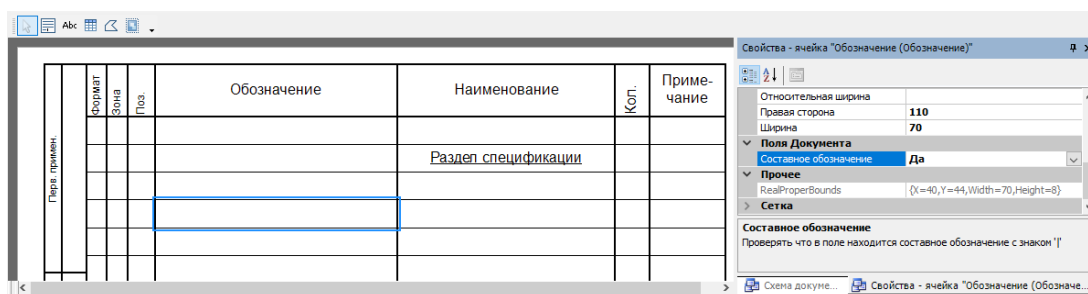 Abc
Свойства - ячейка "Обозначение (Обозначение)"
Формат
Зона
Поз.
Обозначение
Наименование
Кол.
Приме-
чание
Перв. примен.
Раздел спецификации
Относительная ширина
Правая сторона 110
Ширина 70
Поля Документа
Составное обозначение Да
Прочее
RealProperBounds {X=40,Y=44,Width=70,Height=8}
Сетка
Составное обозначение
Проверять что в поле находится составное обозначение с знаком '|'
Схема докуме... Свойства - ячейка "Обозначение (Обозначе...